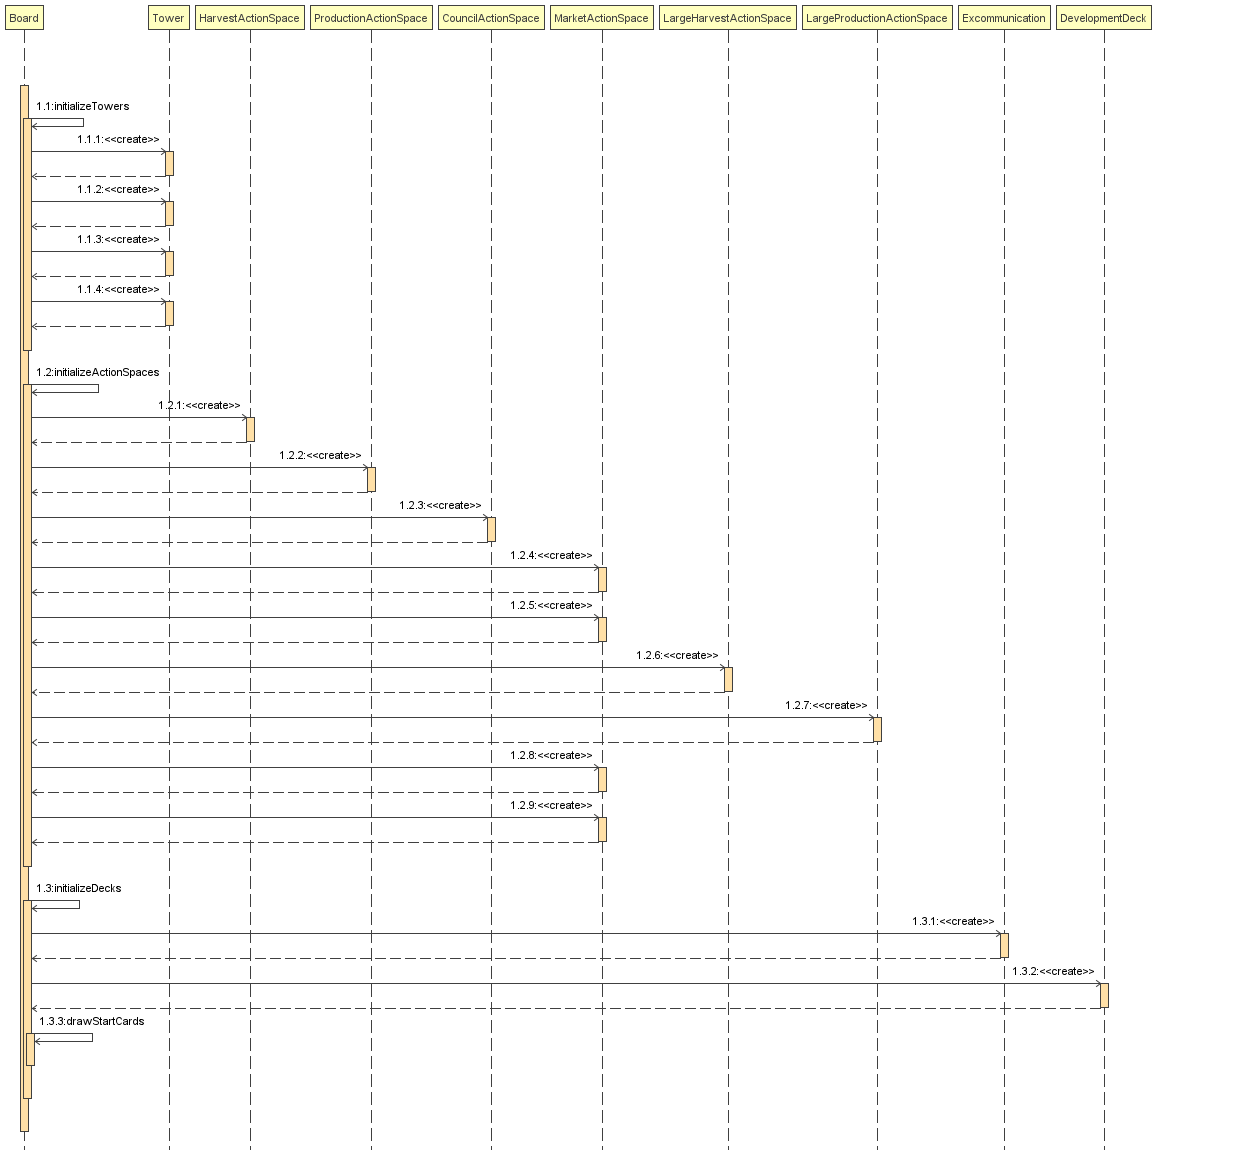 Board
Tower
HarvestActionSpace
ProductionActionSpace
CouncilActionSpace
MarketActionSpace
LargeHarvestActionSpace
LargeProductionActionSpace
Excommunication
DevelopmentDeck
1.1:initializeTowers
1.1.1:<<create>>
1.1.2:<<create>>
1.1.3:<<create>>
1.1.4:<<create>>
1.2:initializeActionSpaces
1.2.1:<<create>>
1.2.2:<<create>>
1.2.3:<<create>>
1.2.4:<<create>>
1.2.5:<<create>>
1.2.6:<<create>>
1.2.7:<<create>>
1.2.8:<<create>>
1.2.9:<<create>>
1.3:initializeDecks
1.3.1:<<create>>
1.3.2:<<create>>
1.3.3:drawStartCards